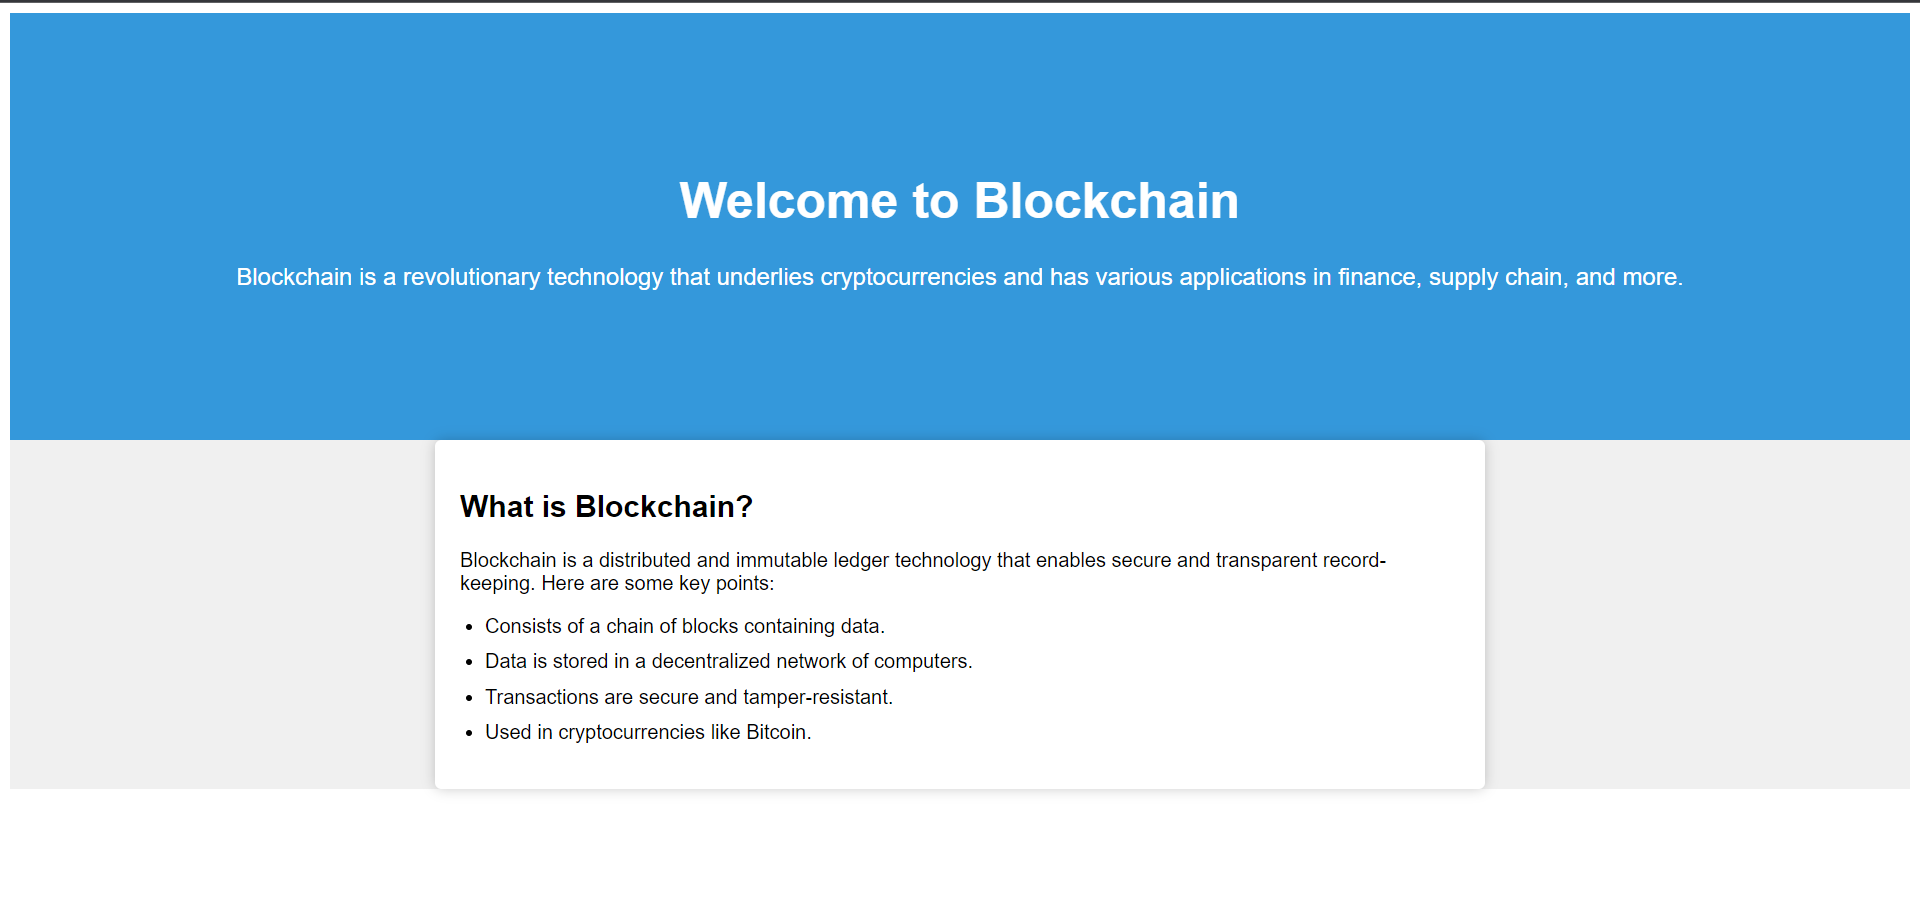 Welcome to Blockchain
Blockchain is a revolutionary technology that underlies cryptocurrencies and has various applications in finance, supply chain, and more.
What is Blockchain?
Blockchain is a distributed and immutable ledger technology that enables secure and transparent record-
keeping. Here are some key points:
• Consists of a chain of blocks containing data.
• Data is stored in a decentralized network of computers.
• Transactions are secure and tamper-resistant.
• Used in cryptocurrencies like Bitcoin.